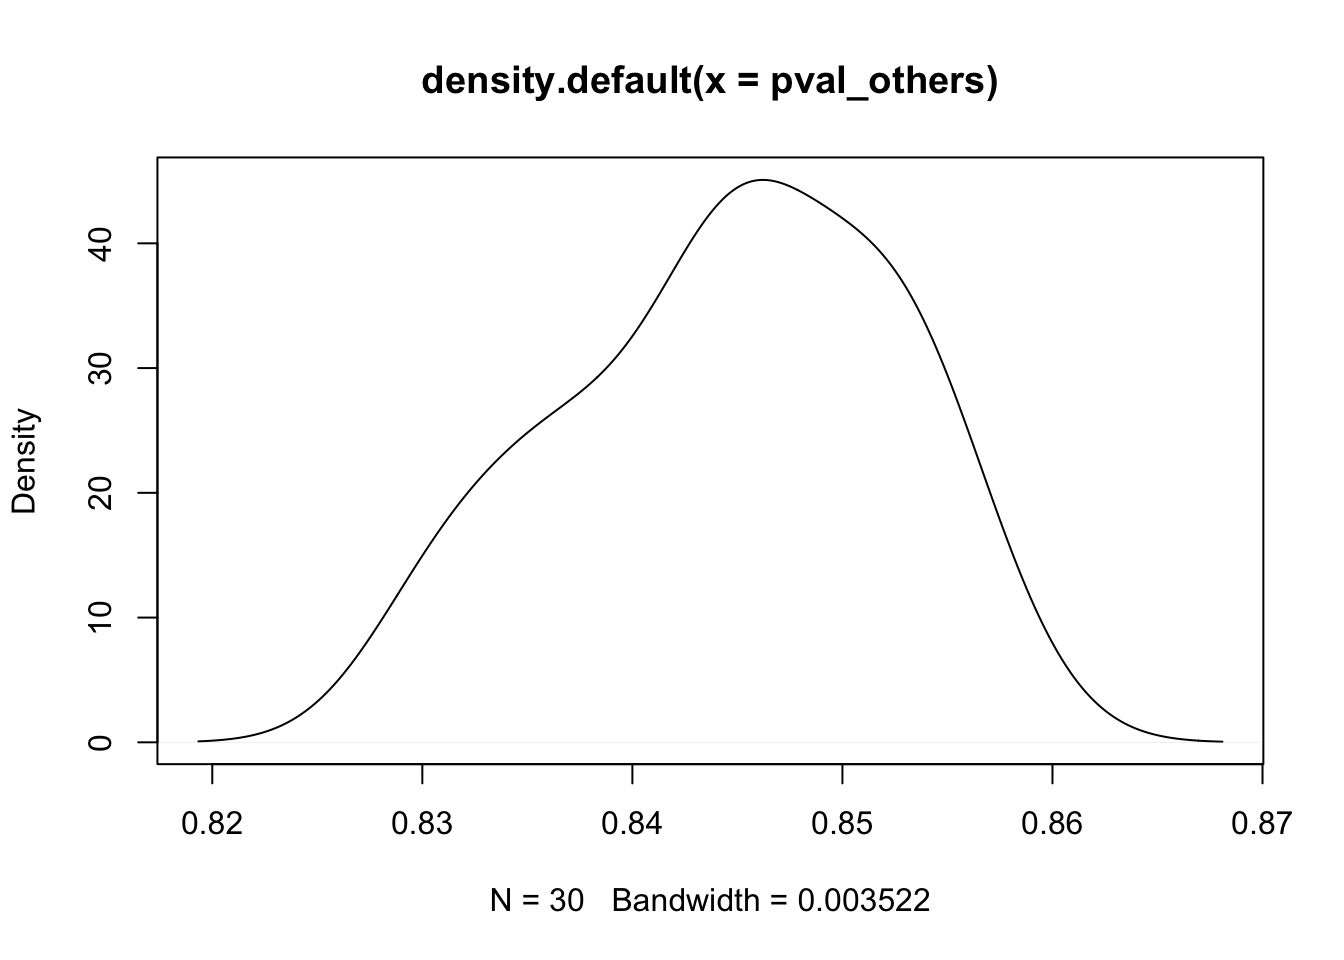 density.default(x = pval_others)
Density
40
30
20
10
0
0.82 0.83 0.84 0.85 0.86 0.87
N = 30 Bandwidth = 0.003522